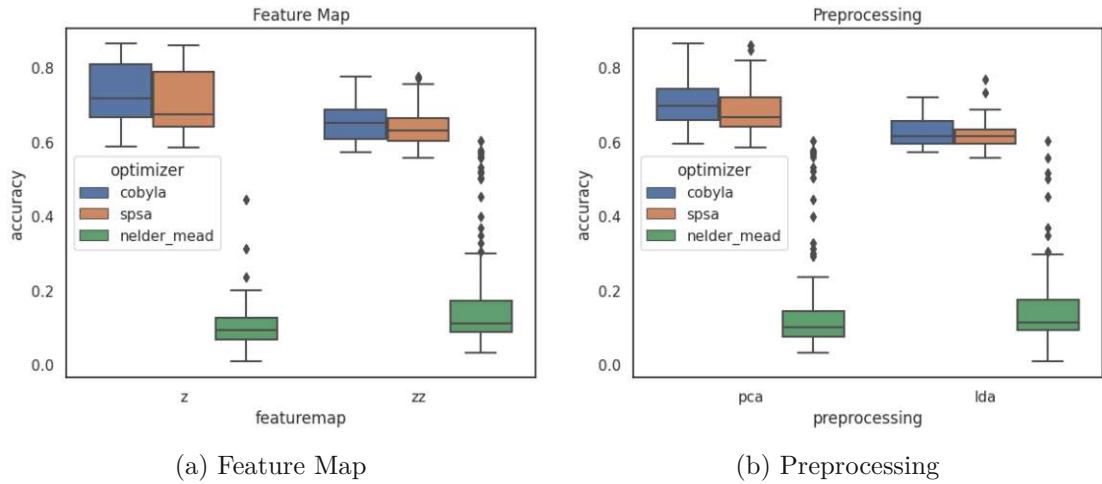 Feature Map
accuracy
0.8
0.6
0.4
0.2
0.0
optimizer
cobyla
spsa
nelder_mead
z
zz
featuremap
(a) Feature Map
Preprocessing
accuracy
0.8
0.6
0.4
0.2
0.0
optimizer
cobyla
spsa
nelder_mead
pca
lda
preprocessing
(b) Preprocessing